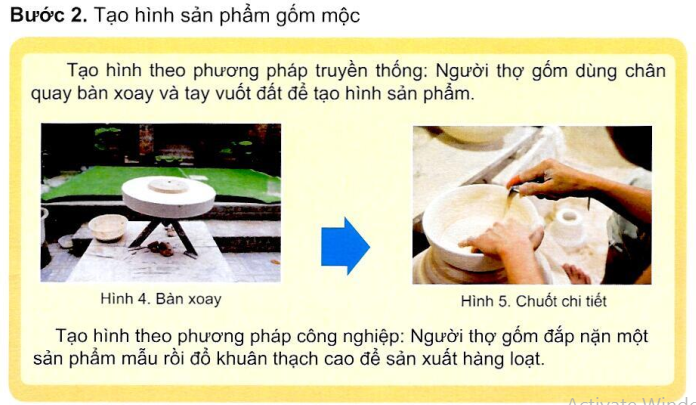 Bước 2. Tạo hình sản phẩm gốm mộc
Tạo hình theo phương pháp truyền thống: Người thợ gốm dùng chân
quay bàn xoay và tay vuốt đất để tạo hình sản phẩm.
Hình 4. Bàn xoay
Hình 5. Chuốt chi tiết
Tạo hình theo phương pháp công nghiệp: Người thợ gốm đắp nặn một
sản phẩm mẫu rồi đổ khuân thạch cao để sản xuất hàng loạt.